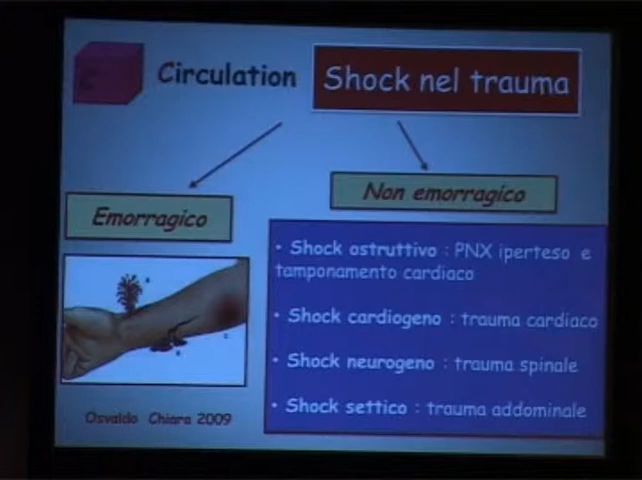 C
Circulation
Shock nel trauma
Emorragico
Non emorragico
• Shock ostruttivo : PNX iperteso e
tamponamento cardiaco
• Shock cardiogeno : trauma cardiaco
• Shock neurogeno : trauma spinale
• Shock settico : trauma addominale
Osvaldo Chiara 2009